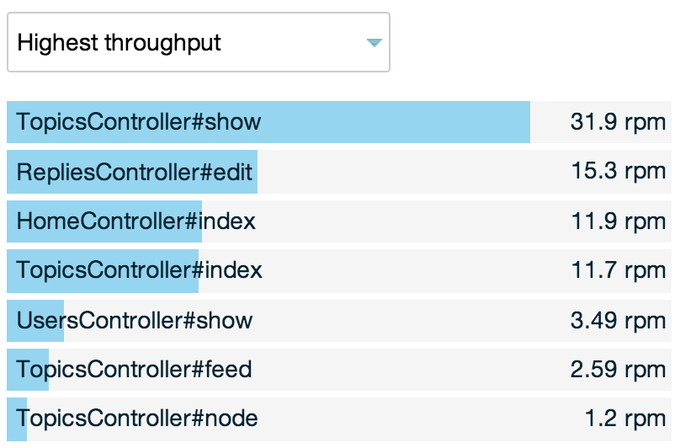 Highest throughput
TopicsController#show 31.9 rpm
RepliesController#edit 15.3 rpm
HomeController#index 11.9 rpm
TopicsController#index 11.7 rpm
UsersController#show 3.49 rpm
TopicsController#feed 2.59 rpm
TopicsController#node 1.2 rpm